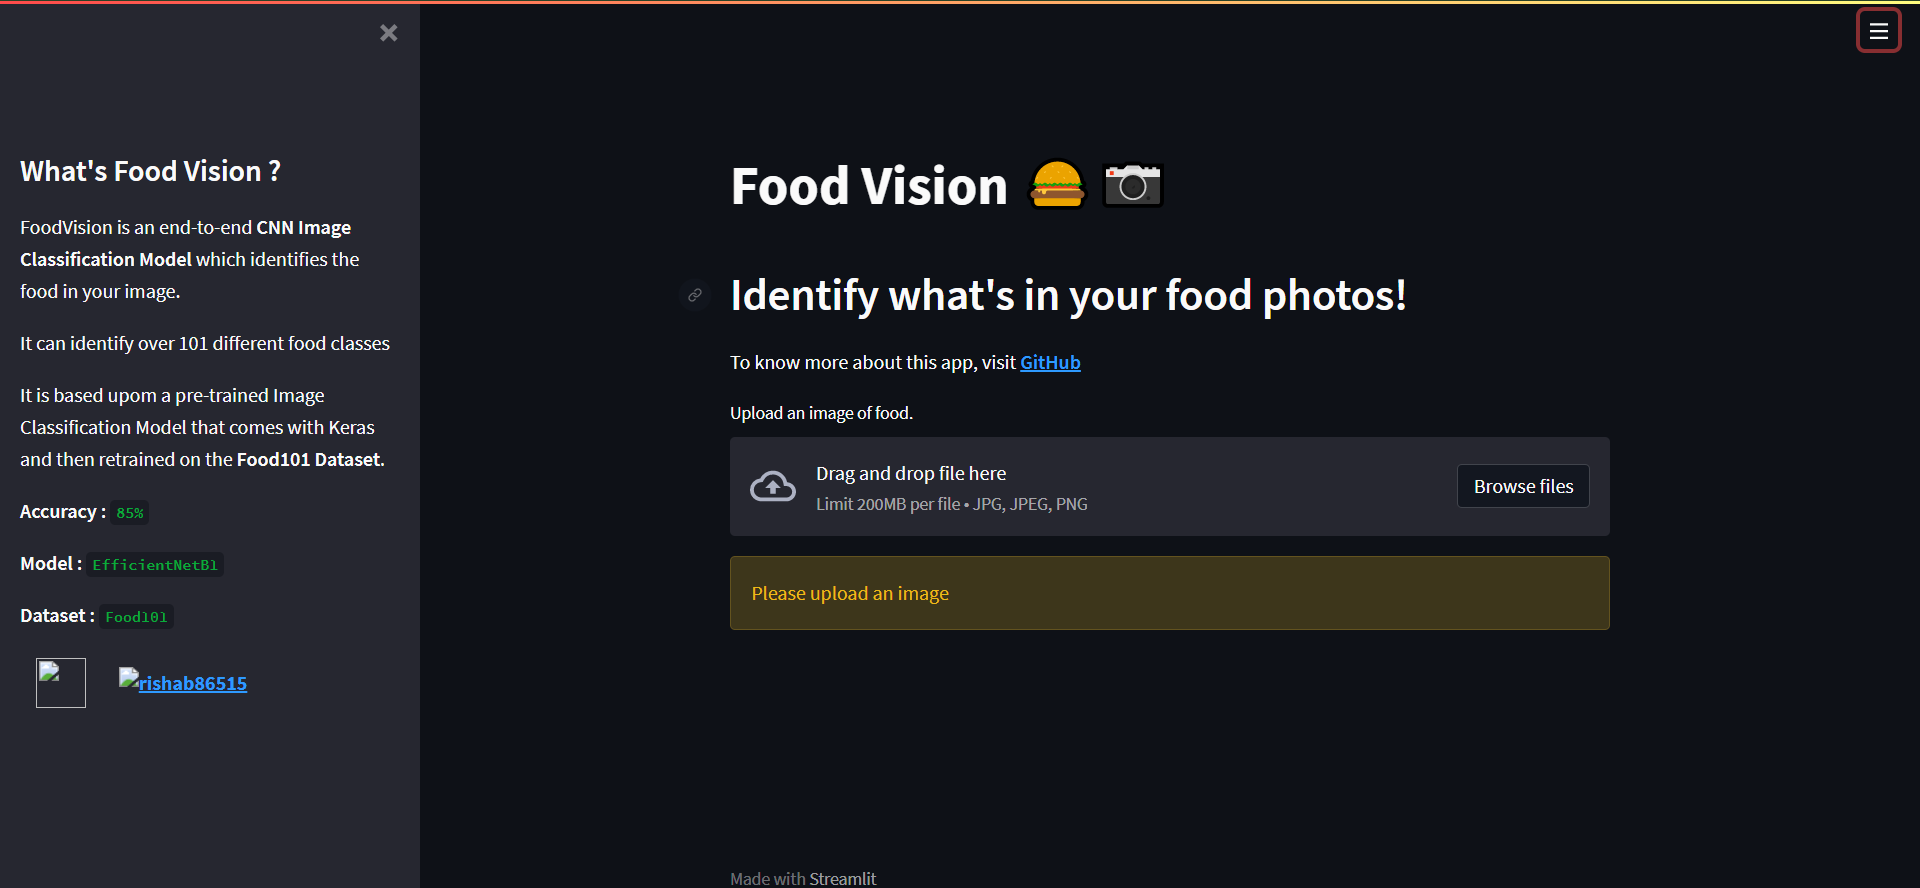 What's Food Vision ?
FoodVision is an end-to-end CNN Image
Classification Model which identifies the
food in your image.
It can identify over 101 different food classes
It is based upom a pre-trained Image
Classification Model that comes with Keras
and then retrained on the Food101 Dataset.
Accuracy : 85%
Model : EfficientNetB1
Dataset : Food101
rishab86515
Food Vision
Identify what's in your food photos!
To know more about this app, visit GitHub
Upload an image of food.
Drag and drop file here
Limit 200MB per file • JPG, JPEG, PNG
Browse files
Please upload an image
Made with Streamlit